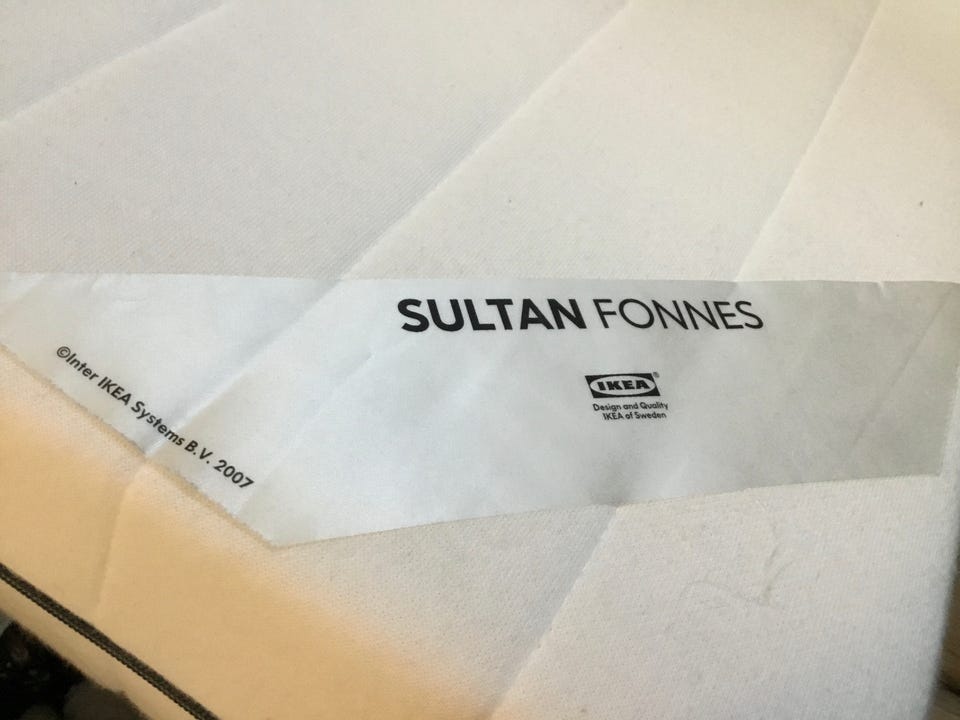 SULTAN FONNES
IKEA®
Design and Quality
IKEA of Sweden
©Inter IKEA Systems B.V. 2007